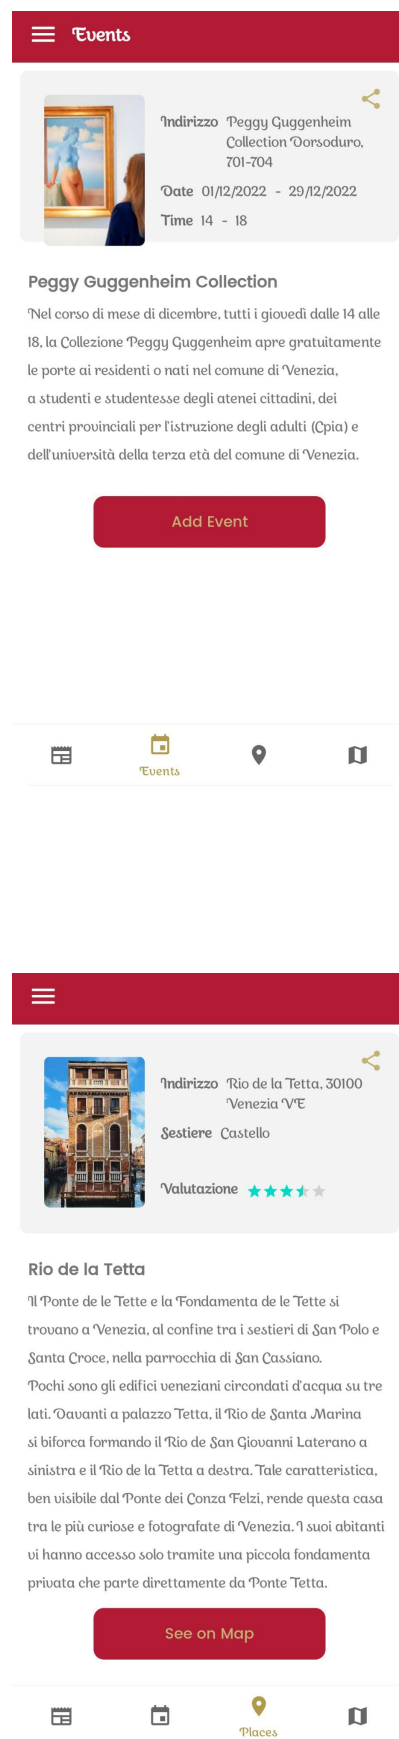 Events
Indirizzo Peggy Guggenheim
Collection Dorsoduro,
701-704
Date 01/12/2022 - 29/12/2022
Time 14 - 18
Peggy Guggenheim Collection
Nel corso di mese di dicembre, tutti i giovedì dalle 14 alle
18, la Collezione Peggy Guggenheim apre gratuitamente
le porte ai residenti o nati nel comune di Venezia,
a studenti e studentesse degli atenei cittadini, dei
centri provinciali per l'istruzione degli adulti (Cpia) e
dell'università della terza età del comune di Venezia.
Add Event
Events
Indirizzo Rio de la Tetta, 30100
Venezia VE
Sestiere Castello
Valutazione
Rio de la Tetta
Il Ponte de le Tette e la Fondamenta de le Tette si
trovano a Venezia, al confine tra i sestieri di San Polo e
Santa Croce, nella parrocchia di San Cassiano.
Pochi sono gli edifici veneziani circondati d'acqua su tre
lati. Davanti a palazzo Tetta, il Rio de Santa Marina
si biforca formando il Rio de San Giovanni Laterano a
sinistra e il Rio de la Tetta a destra. Tale caratteristica,
ben visibile dal Ponte dei Conza Felzi, rende questa casa
tra le più curiose e fotografate di Venezia. I suoi abitanti
vi hanno accesso solo tramite una piccola fondamenta
privata che parte direttamente da Ponte Tetta.
See on Map
Places